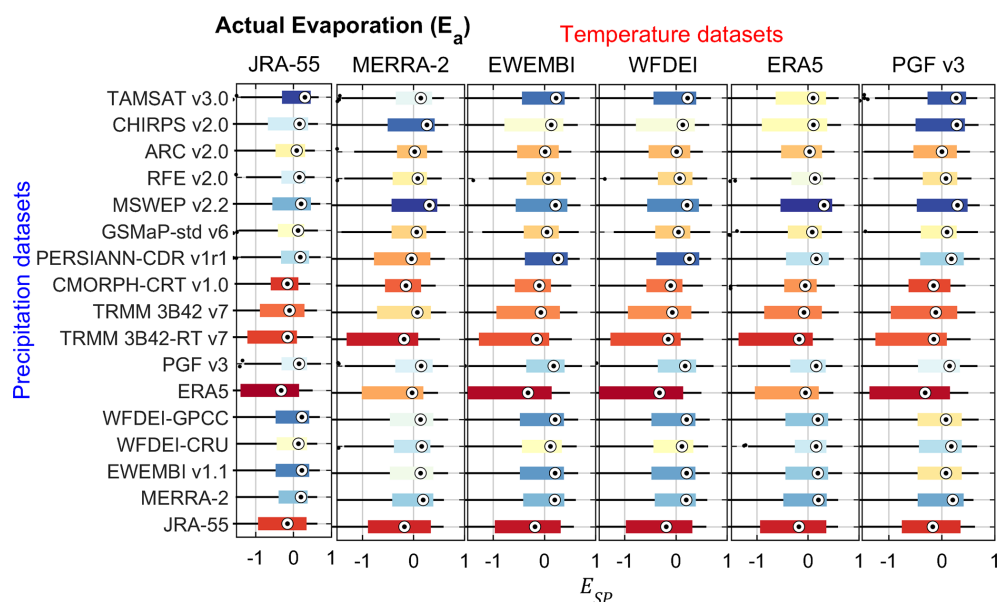 Actual Evaporation (Ea)
Temperature datasets
JRA-55 MERRA-2 EWEMBI WFDEI ERA5 PGF v3
Precipitation datasets
TAMSAT v3.0
CHIRPS v2.0
ARC v2.0
RFE v2.0
MSWEP v2.2
GSMaP-std v6
PERSIANN-CDR v1r1
CMORPH-CRT v1.0
TRMM 3B42 v7
TRMM 3B42-RT v7
PGF v3
ERA5
WFDEI-GPCC
WFDEI-CRU
EWEMBI v1.1
MERRA-2
JRA-55
-1 0 1 -1 0 1 -1 0 1 -1 0 1 -1 0 1 -1 0 1
ESP